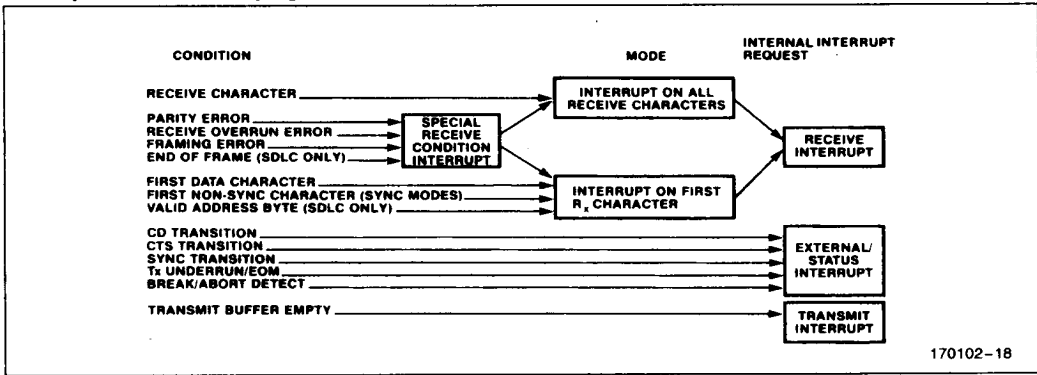 CONDITION
MODE
INTERNAL INTERRUPT
REQUEST
RECEIVE CHARACTER
INTERRUPT ON ALL
RECEIVE CHARACTERS
PARITY ERROR
RECEIVE OVERRUN ERROR
FRAMING ERROR
END OF FRAME (SDLC ONLY)
SPECIAL
RECEIVE
CONDITION
INTERRUPT
RECEIVE
INTERRUPT
FIRST DATA CHARACTER
FIRST NON-SYNC CHARACTER (SYNC MODES)
VALID ADDRESS BYTE (SDLC ONLY)
INTERRUPT ON FIRST
Rx CHARACTER
CD TRANSITION
CTS TRANSITION
SYNC TRANSITION
Tx UNDERRUN/EOM
BREAK/ABORT DETECT
EXTERNAL/
STATUS
INTERRUPT
TRANSMIT BUFFER EMPTY
TRANSMIT
INTERRUPT
170102-18